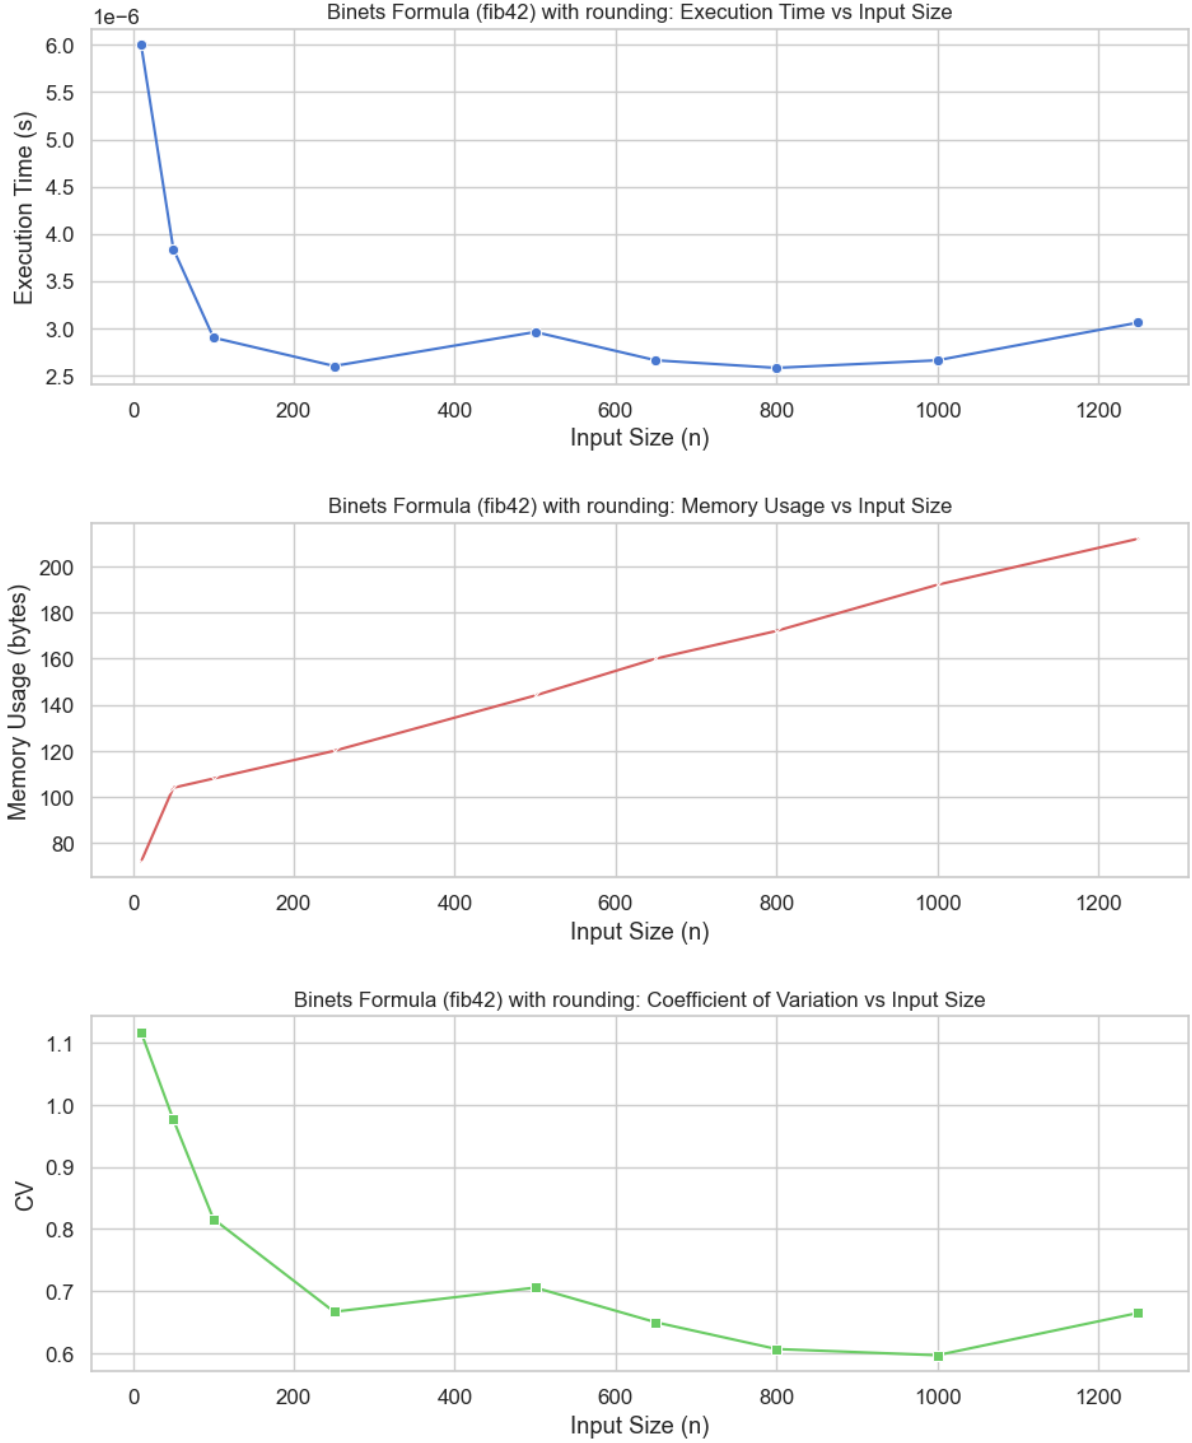 Binets Formula (fib42) with rounding: Execution Time vs Input Size
1e−6
6.0
5.5
5.0
4.5
4.0
3.5
3.0
2.5
Execution Time (s)
0 200 400 600 800 1000 1200
Input Size (n)
Binets Formula (fib42) with rounding: Memory Usage vs Input Size
200
180
160
140
120
100
80
Memory Usage (bytes)
0 200 400 600 800 1000 1200
Input Size (n)
Binets Formula (fib42) with rounding: Coefficient of Variation vs Input Size
1.1
1.0
0.9
0.8
0.7
0.6
CV
0 200 400 600 800 1000 1200
Input Size (n)